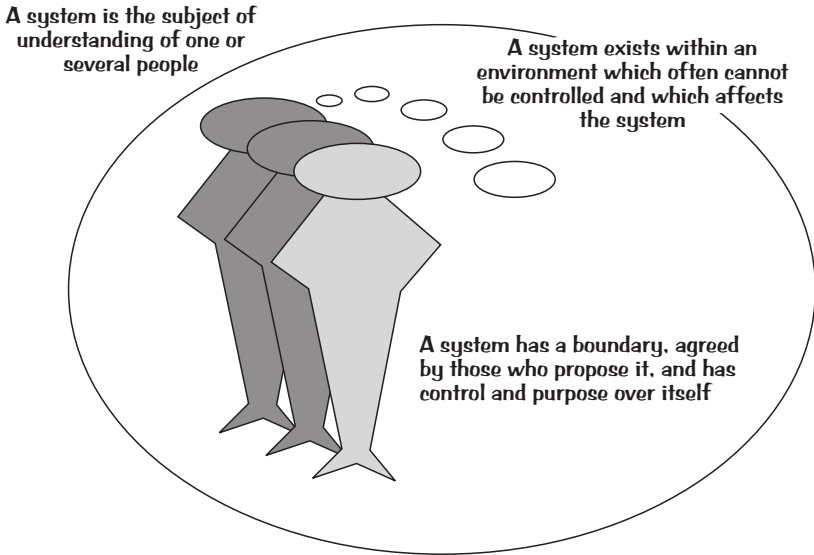 A system is the subject of
understanding of one or
several people
A system exists within an
environment which often cannot
be controlled and which affects
the system
A system has a boundary, agreed
by those who propose it, and has
control and purpose over itself